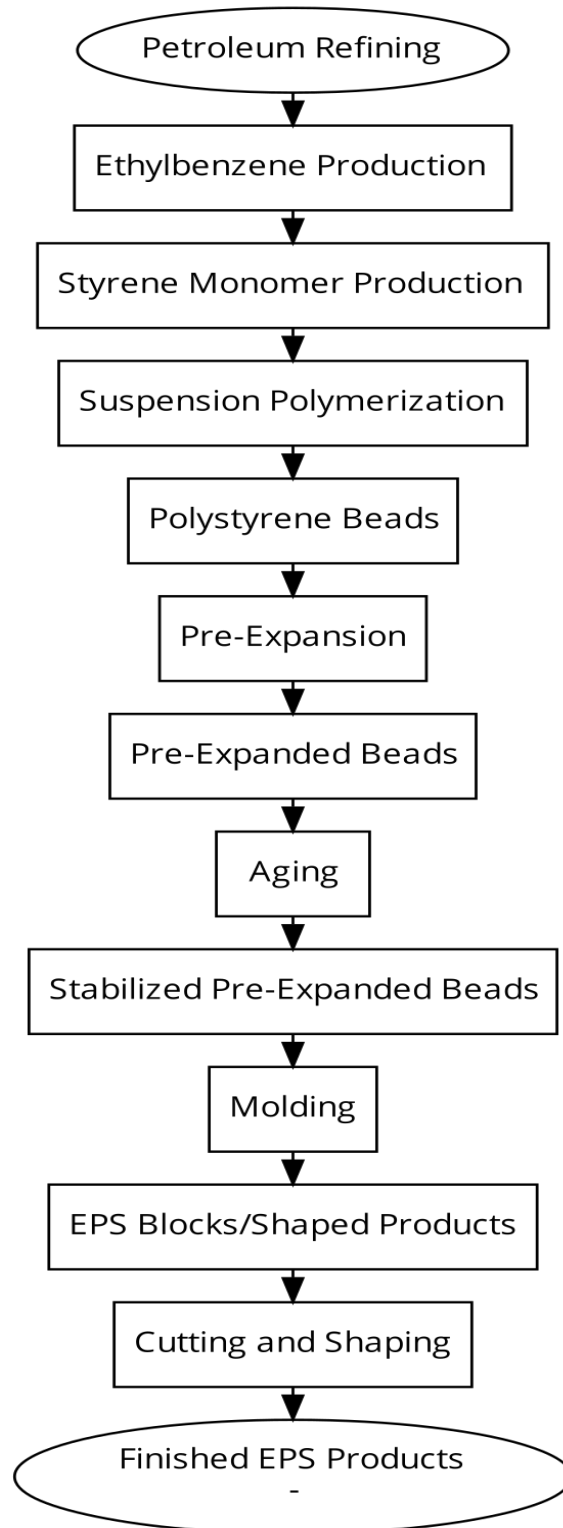 Petroleum Refining
Ethylbenzene Production
Styrene Monomer Production
Suspension Polymerization
Polystyrene Beads
Pre-Expansion
Pre-Expanded Beads
Aging
Stabilized Pre-Expanded Beads
Molding
EPS Blocks/Shaped Products
Cutting and Shaping
Finished EPS Products
-